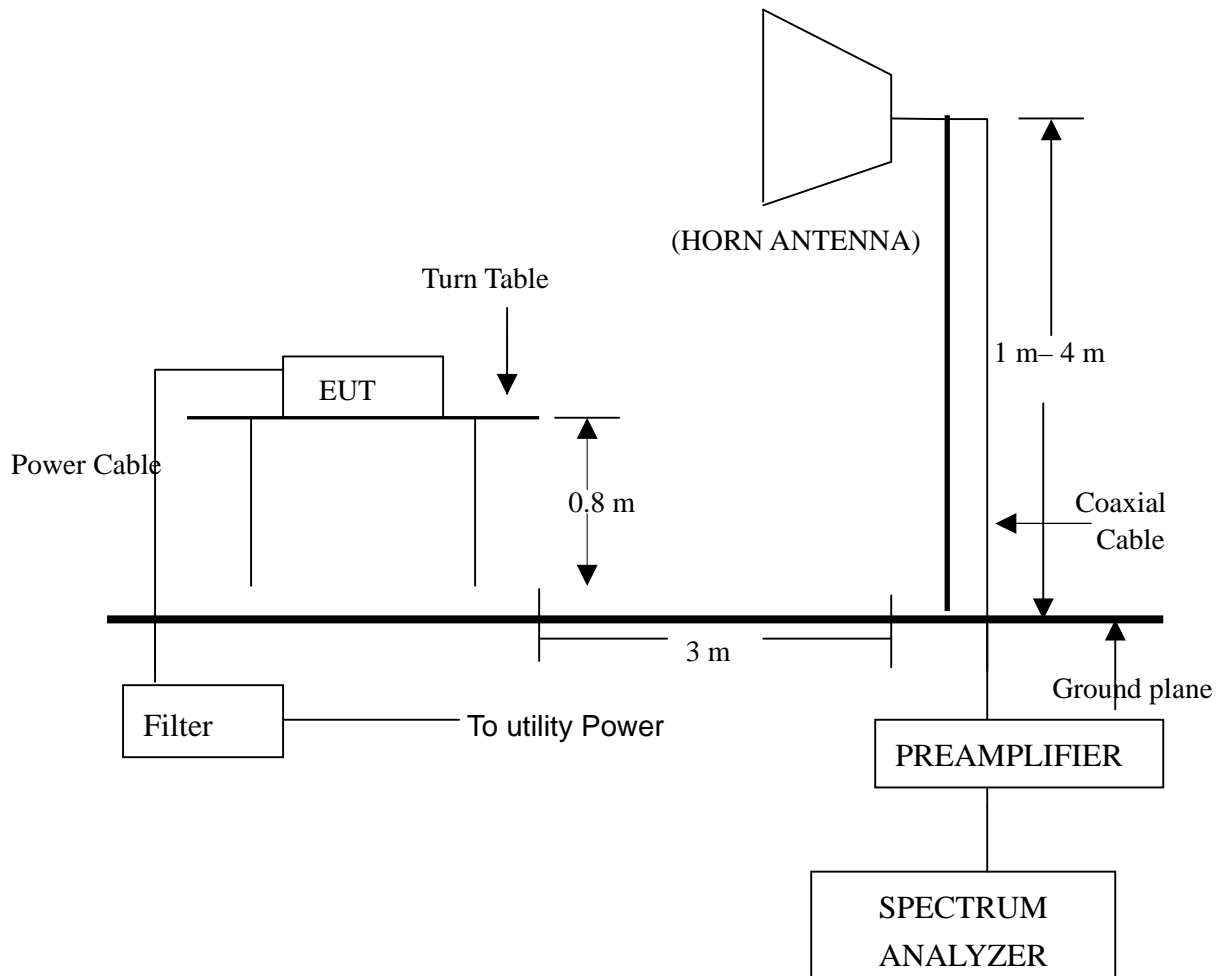 (HORN ANTENNA)
Turn Table
1 m– 4 m
EUT
Power Cable
0.8 m
Coaxial
Cable
3 m
Ground plane
Filter
To utility Power
PREAMPLIFIER
SPECTRUM
ANALYZER